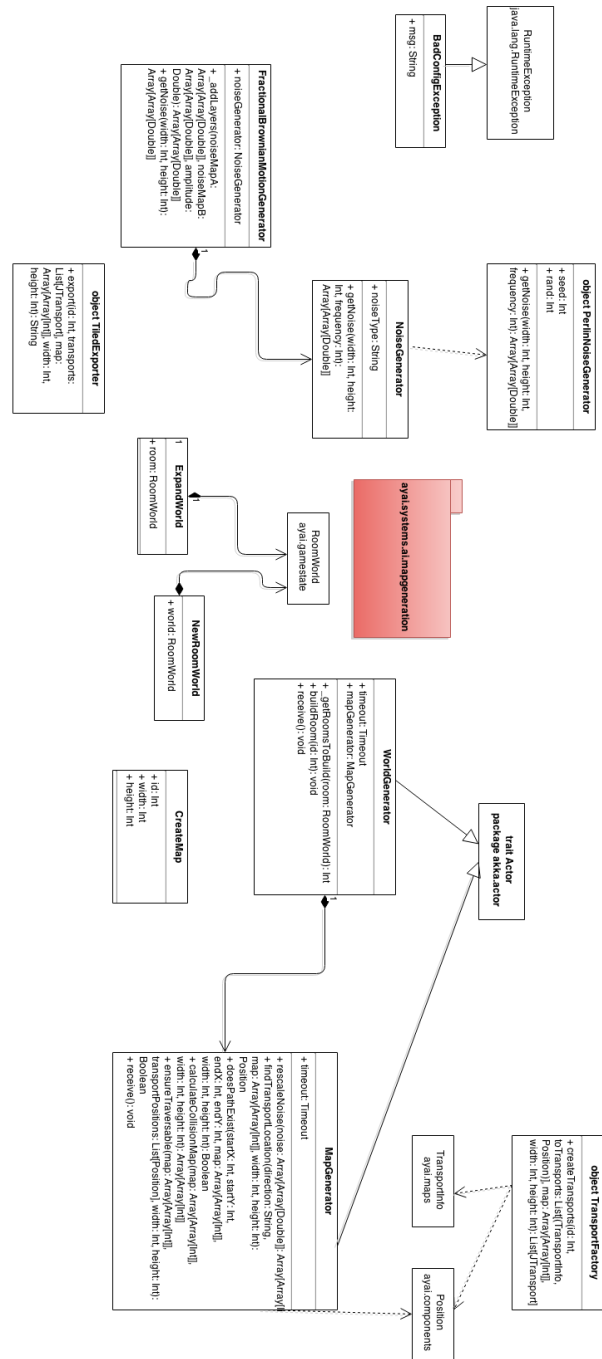 RuntimeException
java.lang.RuntimeException
BadConfigException
+ msg: String
object PerlinNoiseGenerator
+ seed: Int
+ rand: Int
+ getNoise(width: Int, height: Int,
frequency: Int): Array[Array[Double]]
NoiseGenerator
+ noiseType: String
+ getNoise(width: Int, height:
Int, frequency: Int):
Array[Array[Double]]
FractionalBrownianMotionGenerator
+ noiseGenerator: NoiseGenerator
+ _addLayers(noiseMapA:
Array[Array[Double]], noiseMapB:
Array[Array[Double]], amplitude:
Double): Array[Array[Double]]
+ getNoise(width: Int, height: Int):
Array[Array[Double]]
1
object TiledExporter
+ export(id: Int, transports:
List[JTransport], map:
Array[Array[Int]], width: Int,
height: Int): String
ayai.systems.ai.mapgeneration
RoomWorld
ayai.gamestate
ExpandWorld
1
+ room: RoomWorld
1
NewRoomWorld
+ world: RoomWorld
trait Actor
package akka.actor
WorldGenerator
+ timeout: Timeout
+ mapGenerator: MapGenerator
+ _getRoomsToBuild(room: RoomWorld): Int
+ buildRoom(id: Int): void
+ receive(): void
1
CreateMap
+ id: Int
+ width: Int
+ height: Int
object TransportFactory
+ createTransports(id: Int,
toTransports: List[(TransportInfo,
Position)], map: Array[Array[Int]],
width: Int, height: Int): List[JTransport]
TransportInfo
ayai.maps
Position
ayai.components
MapGenerator
+ timeout: Timeout
+ rescaleNoise(noise: Array[Array[Double]]: Array[Array[I
+ findTransportLocation(direction: String,
map: Array[Array[Int]], width: Int, height: Int):
Position
+ doesPathExist(startX: Int, startY: Int,
endX: Int, endY: Int, map: Array[Array[Int]],
width: Int, height: Int): Boolean
+ calculateCollisionMap(map: Array[Array[Int]],
width: Int, height: Int): Array[Array[Int]]
+ ensureTraversable(map: Array[Array[Int]],
transportPositions: List[Position], width: Int, height: Int):
Boolean
+ receive(): void